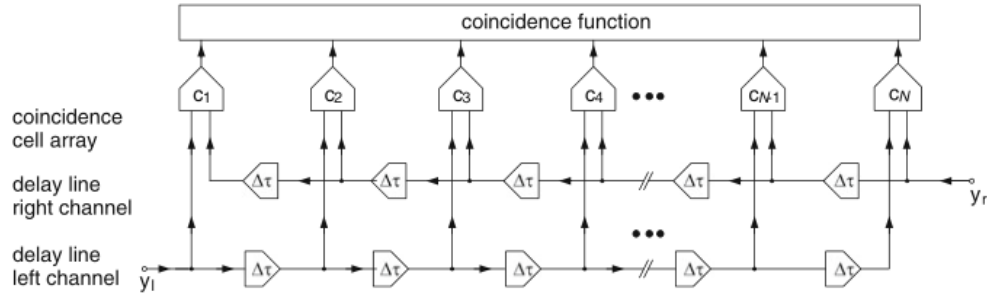 coincidence function
c1 c2 c3 c4 ••• cN-1 cN
coincidence
cell array
Δτ Δτ Δτ Δτ Δτ
delay line
right channel
yr
•••
delay line
left channel
yl
Δτ Δτ Δτ Δτ Δτ